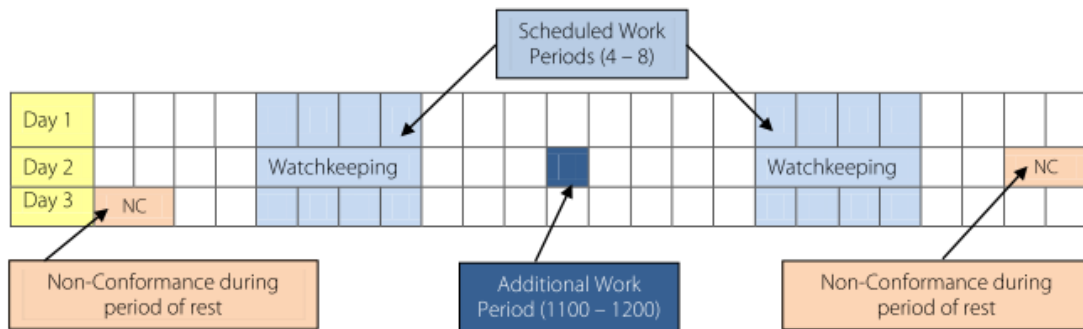 Scheduled Work
Periods (4 – 8)
Day 1
Day 2
Watchkeeping
Watchkeeping
NC
Day 3
NC
Non-Conformance during
period of rest
Additional Work
Period (1100 – 1200)
Non-Conformance during
period of rest